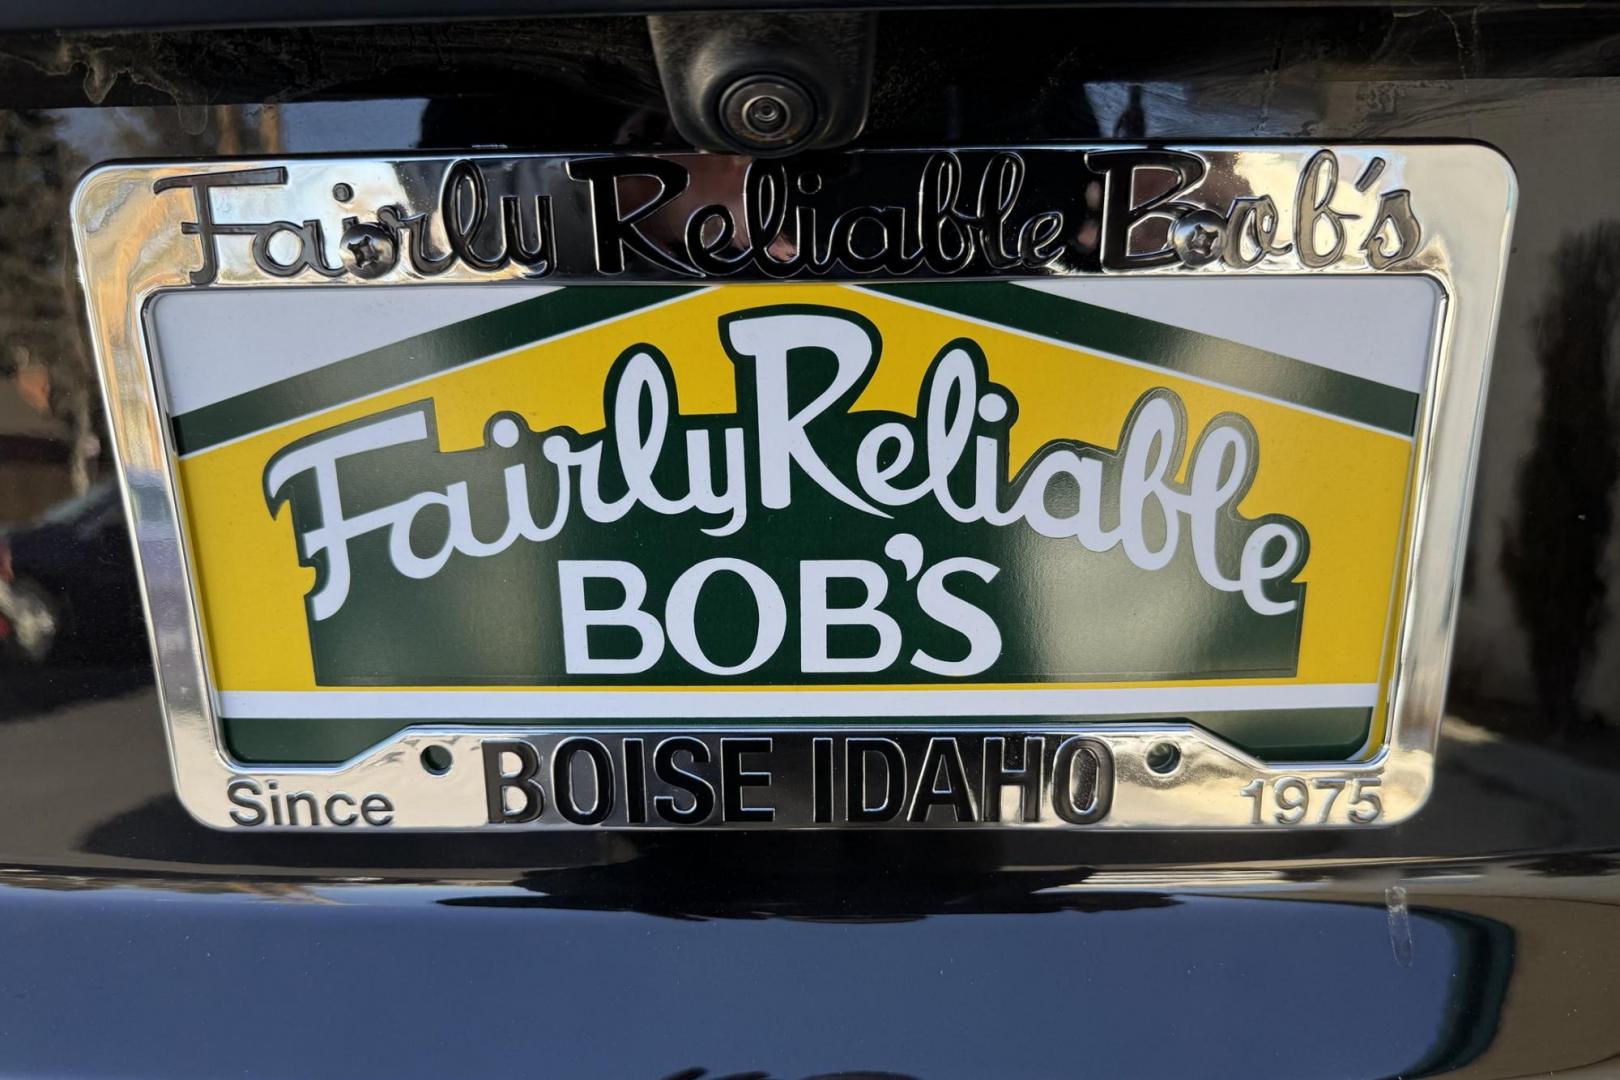 Fairly Reliable Bob's
Fairly Reliable
BOB'S
BOISE IDAHO
Since 1975